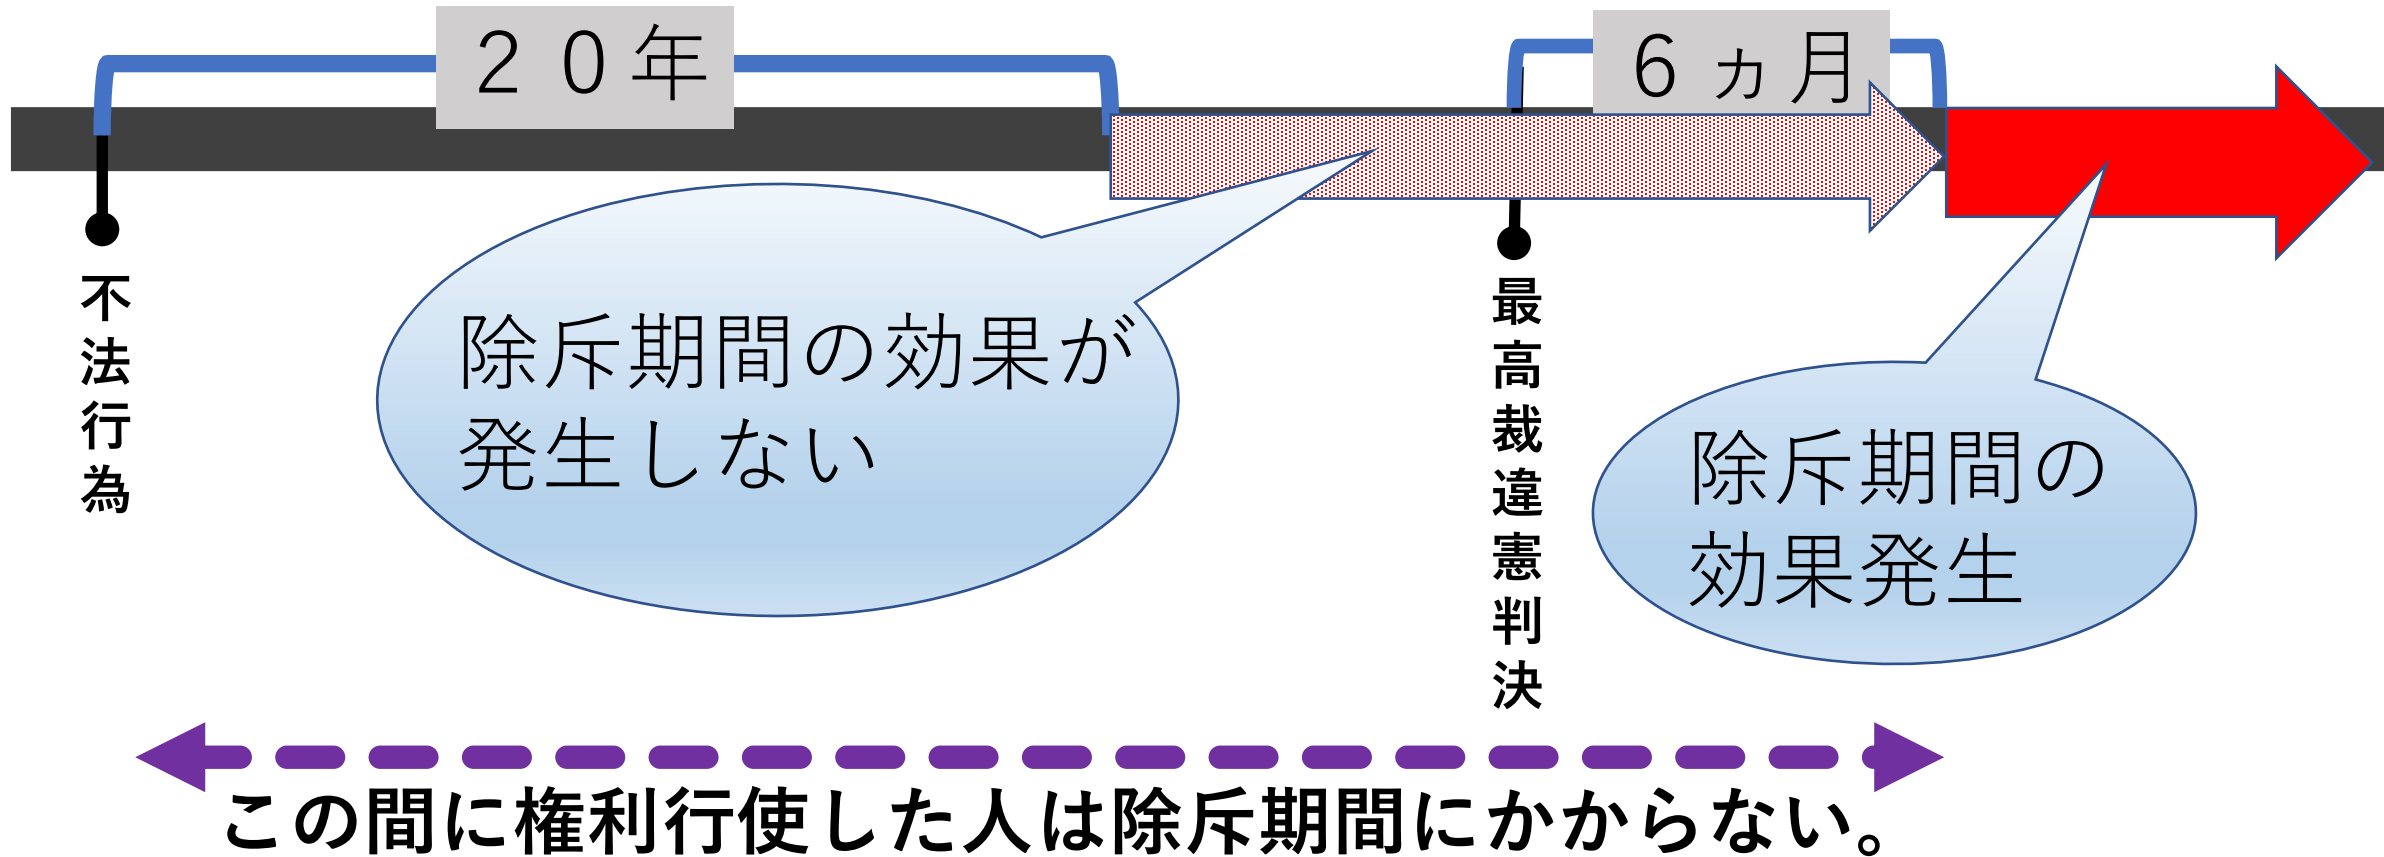 ２０年
６ヵ月
不法行為
除斥期間の効果が
発生しない
最高裁違憲判決
除斥期間の
効果発生
この間に権利行使した人は除斥期間にかからない。